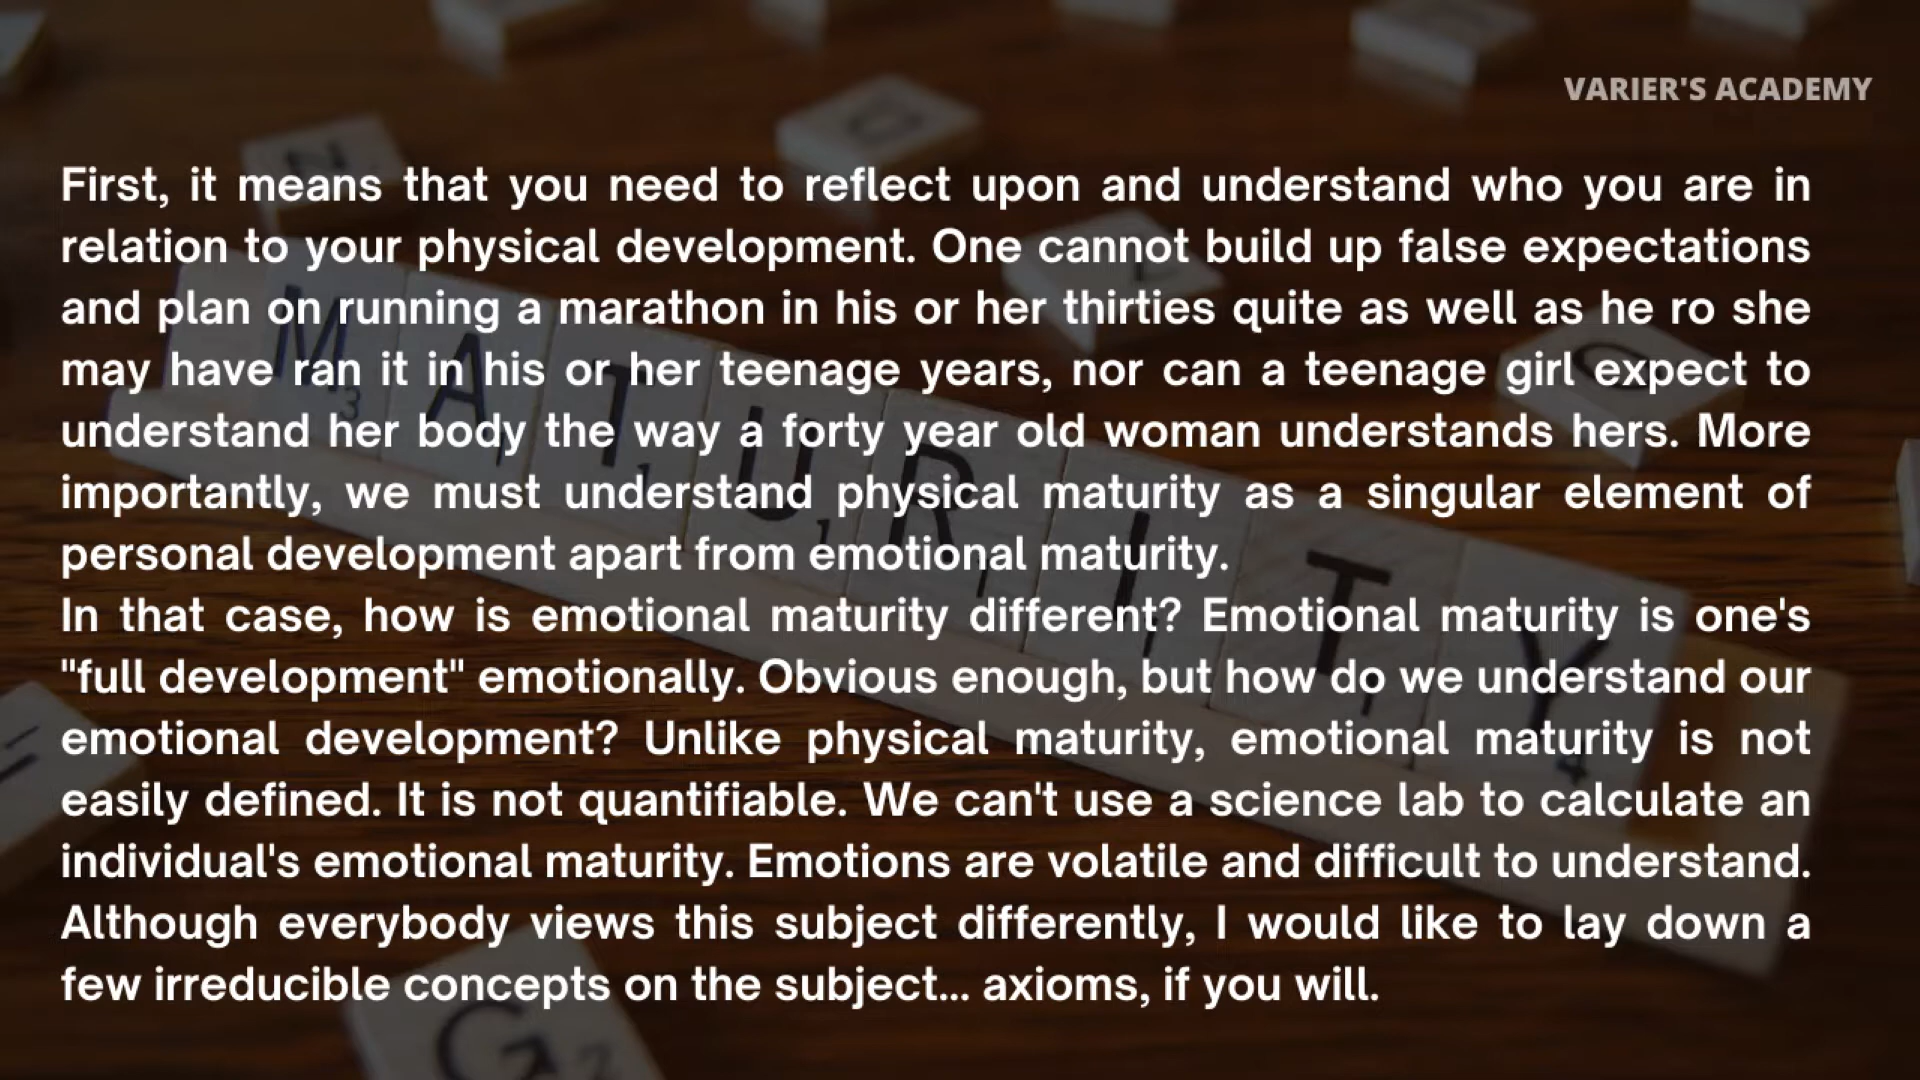 VARIER'S ACADEMY
First, it means that you need to reflect upon and understand who you are in
relation to your physical development. One cannot build up false expectations
and plan on running a marathon in his or her thirties quite as well as he ro she
may have ran it in his or her teenage years, nor can a teenage girl expect to
understand her body the way a forty year old woman understands hers. More
importantly, we must understand physical maturity as a singular element of
personal development apart from emotional maturity.
In that case, how is emotional maturity different? Emotional maturity is one's
"full development" emotionally. Obvious enough, but how do we understand our
emotional development? Unlike physical maturity, emotional maturity is not
easily defined. It is not quantifiable. We can't use a science lab to calculate an
individual's emotional maturity. Emotions are volatile and difficult to understand.
Although everybody views this subject differently, I would like to lay down a
few irreducible concepts on the subject... axioms, if you will.
MATURITY